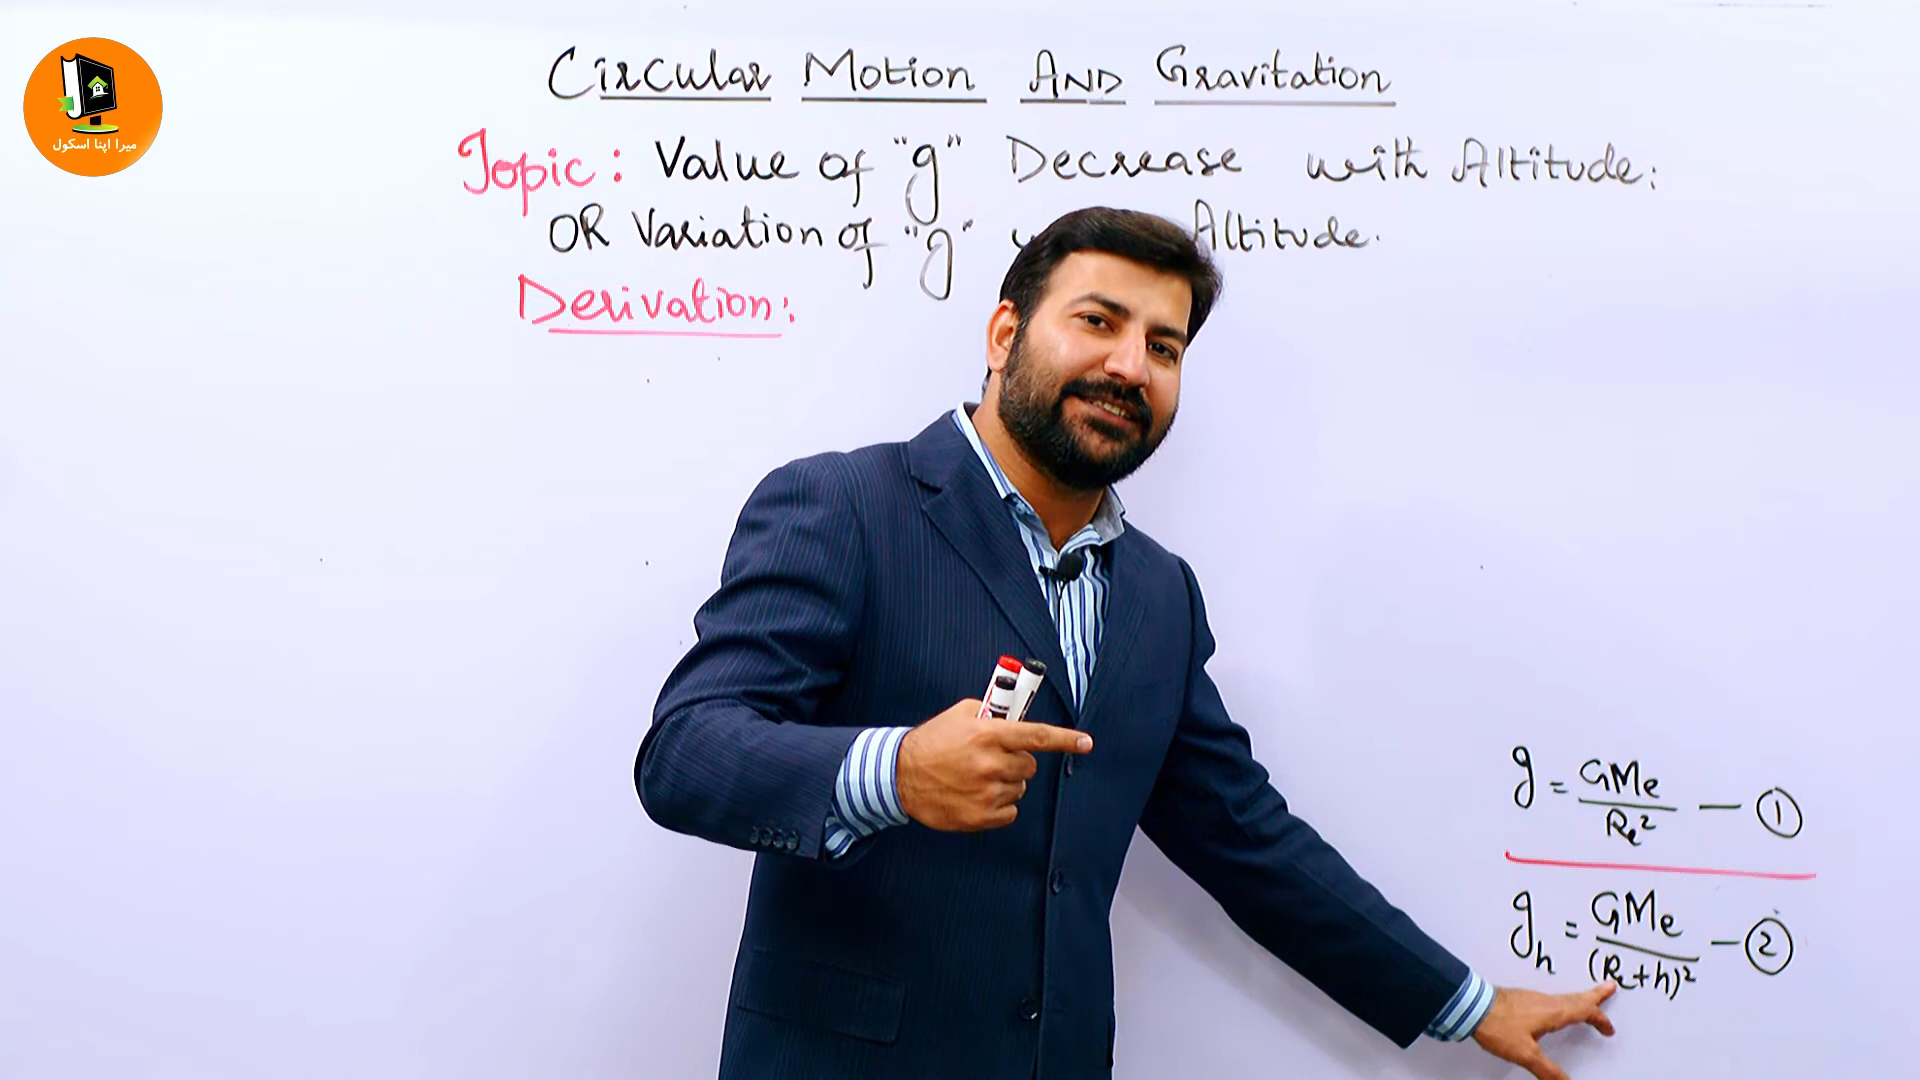 میرا اپنا اسکول
Circular Motion AND Gravitation
Topic: Value of "g" Decrease with Altitude:
OR Variation of "g" Altitude.
Derivation:
g = GMe/Re² — ①
gh = GMe/(Re+h)² — ②